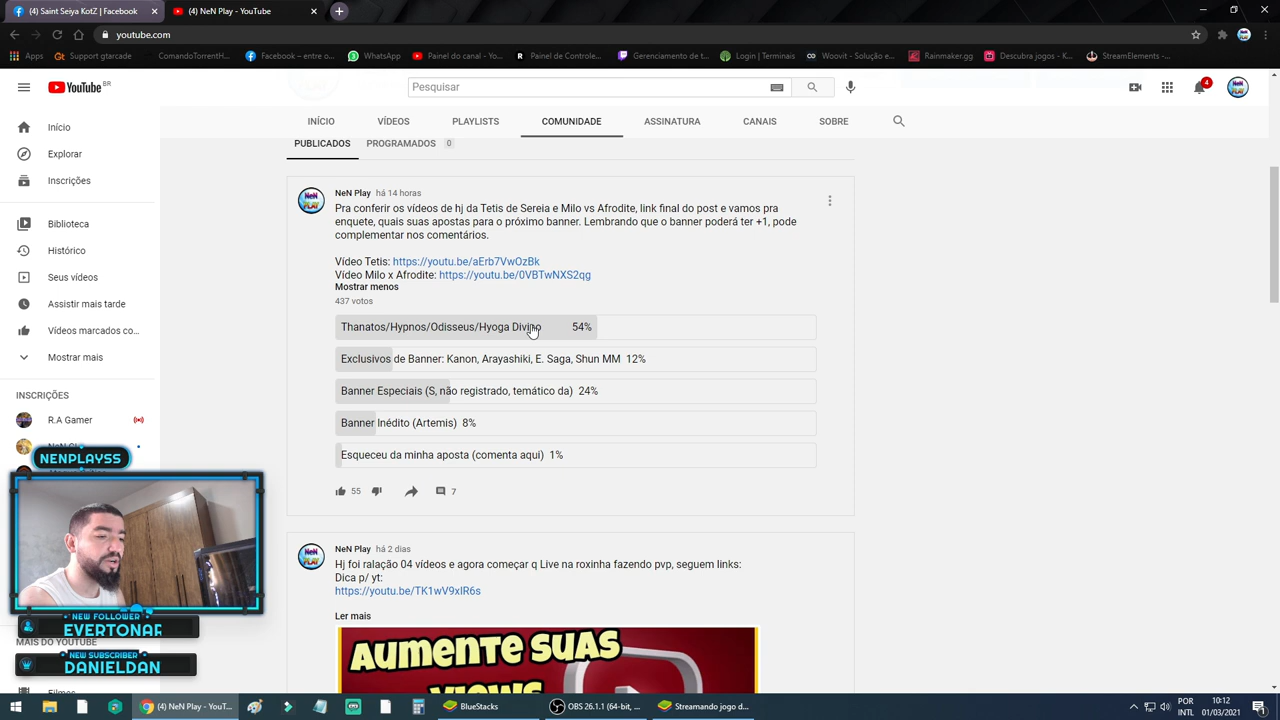 (4) Saint Seiya KotZ | Facebook
(4) NeN Play - YouTube
youtube.com
Apps
Support gtarcade
ComandoTorrentH...
Facebook – entre o...
WhatsApp
Painel do canal - Yo...
Painel de Controle...
Gerenciamento de t...
Login | Terminais
Woovit - Solução e...
Rainmaker.gg
Descubra jogos - K...
StreamElements -...
YouTube BR
Pesquisar
4
INÍCIO
VÍDEOS
PLAYLISTS
COMUNIDADE
ASSINATURA
CANAIS
SOBRE
PUBLICADOS
PROGRAMADOS 0
Início
Explorar
Inscrições
Biblioteca
Histórico
Seus vídeos
Assistir mais tarde
Vídeos marcados co...
Mostrar mais
INSCRIÇÕES
R.A Gamer
NENPLAYSS
NEW FOLLOWER
EVERTONAR
MAIS DO YOUTUBE
NEW SUBSCRIBER
DANIELDAN
Filmes
NeN Play há 14 horas
Pra conferir os vídeos de hj da Tetis de Sereia e Milo vs Afrodite, link final do post e vamos pra
enquete, quais suas apostas para o próximo banner. Lembrando que o banner poderá ter +1, pode
complementar nos comentários.
Vídeo Tetis: https://youtu.be/aErb7VwOzBk
Vídeo Milo x Afrodite: https://youtu.be/0VBTwNXS2qg
Mostrar menos
437 votos
Thanatos/Hypnos/Odisseus/Hyoga Divino 54%
Exclusivos de Banner: Kanon, Arayashiki, E. Saga, Shun MM 12%
Banner Especiais (S, não registrado, temático da) 24%
Banner Inédito (Artemis) 8%
Esqueceu da minha aposta (comenta aqui) 1%
55
7
NeN Play há 2 dias
Hj foi ralação 04 vídeos e agora começar q Live na roxinha fazendo pvp, seguem links:
Dica p/ yt:
https://youtu.be/TK1wV9xIR6s
Ler mais
AUMENTE SUAS
VIEWS
(4) NeN Play - YouT...
BlueStacks
OBS 26.1.1 (64-bit, ...
Streamando jogo d...
POR
INTL
10:12
01/03/2021